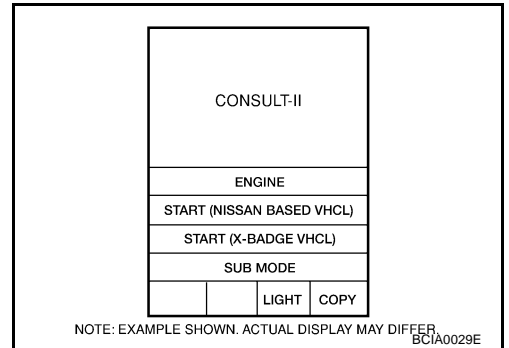 CONSULT-II
ENGINE
START (NISSAN BASED VHCL)
START (X-BADGE VHCL)
SUB MODE
LIGHT COPY
NOTE: EXAMPLE SHOWN. ACTUAL DISPLAY MAY DIFFER.
BCIA0029E